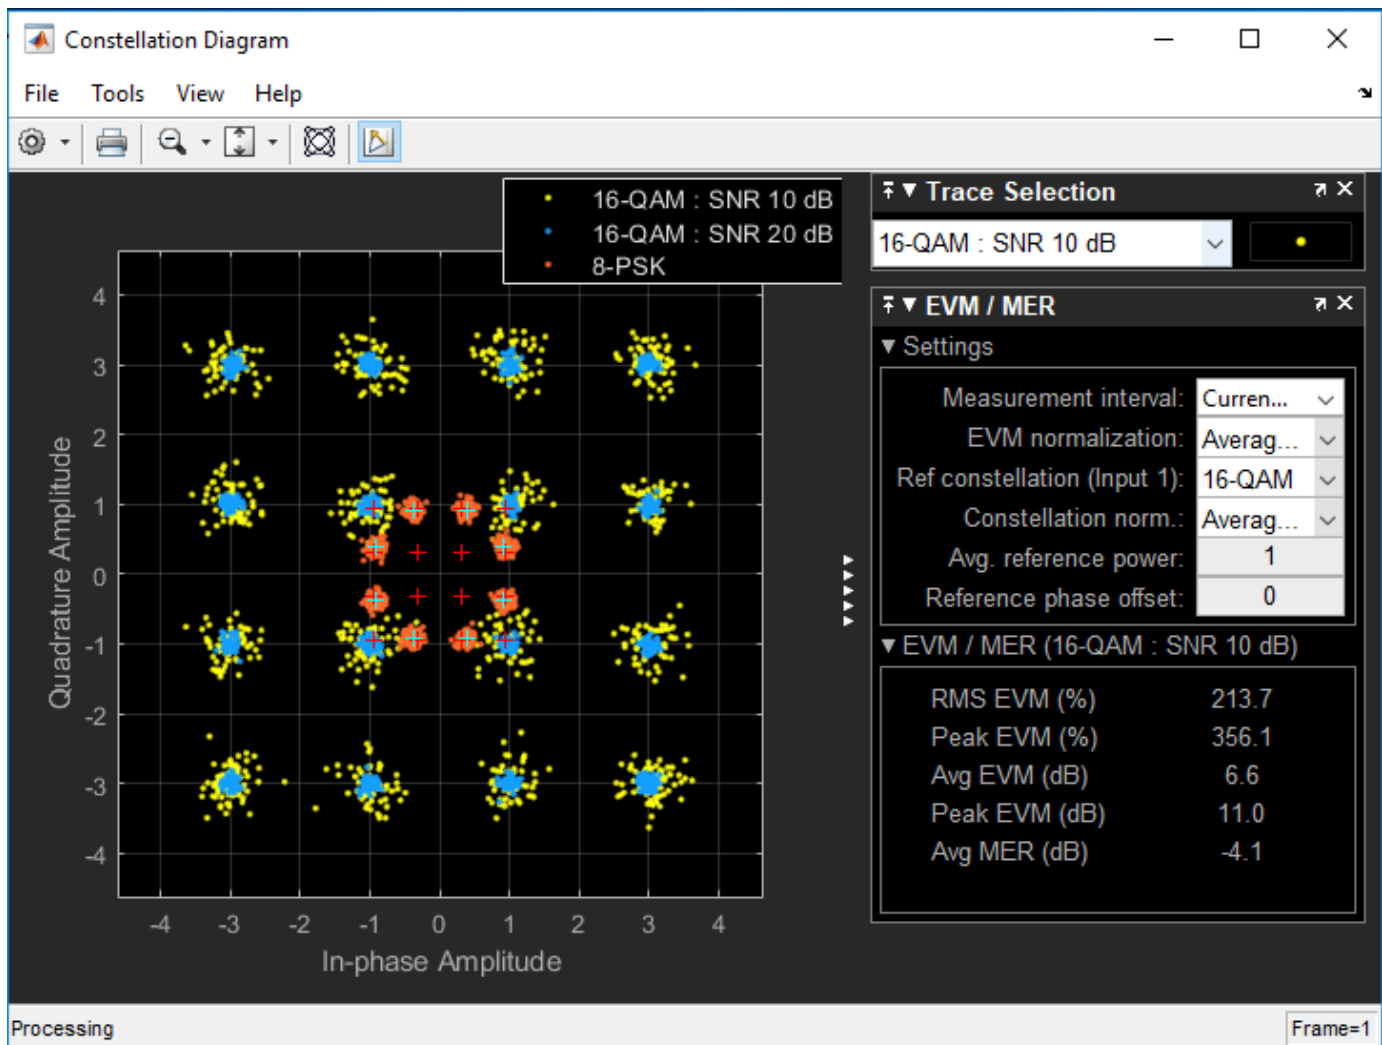 Constellation Diagram
File Tools View Help
16-QAM : SNR 10 dB
16-QAM : SNR 20 dB
8-PSK
4
3
2
1
0
-1
-2
-3
-4
Quadrature Amplitude
-4 -3 -2 -1 0 1 2 3 4
In-phase Amplitude
Trace Selection
16-QAM : SNR 10 dB
EVM / MER
Settings
Measurement interval: Curren...
EVM normalization: Averag...
Ref constellation (Input 1): 16-QAM
Constellation norm.: Averag...
Avg. reference power: 1
Reference phase offset: 0
EVM / MER (16-QAM : SNR 10 dB)
RMS EVM (%) 213.7
Peak EVM (%) 356.1
Avg EVM (dB) 6.6
Peak EVM (dB) 11.0
Avg MER (dB) -4.1
Processing Frame=1